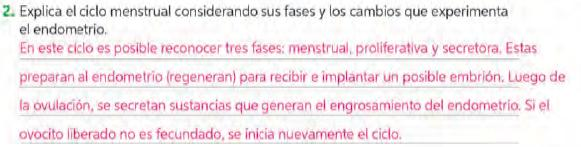 2. Explica el ciclo menstrual considerando sus fases y los cambios que experimenta
el endometrio.
En este ciclo es posible reconocer tres fases: menstrual, proliferativa y secretora. Estas
preparan al endometrio (regeneran) para recibir e implantar un posible embrión. Luego de
la ovulación, se secretan sustancias que generan el engrosamiento del endometrio. Si el
ovocito liberado no es fecundado, se inicia nuevamente el ciclo.